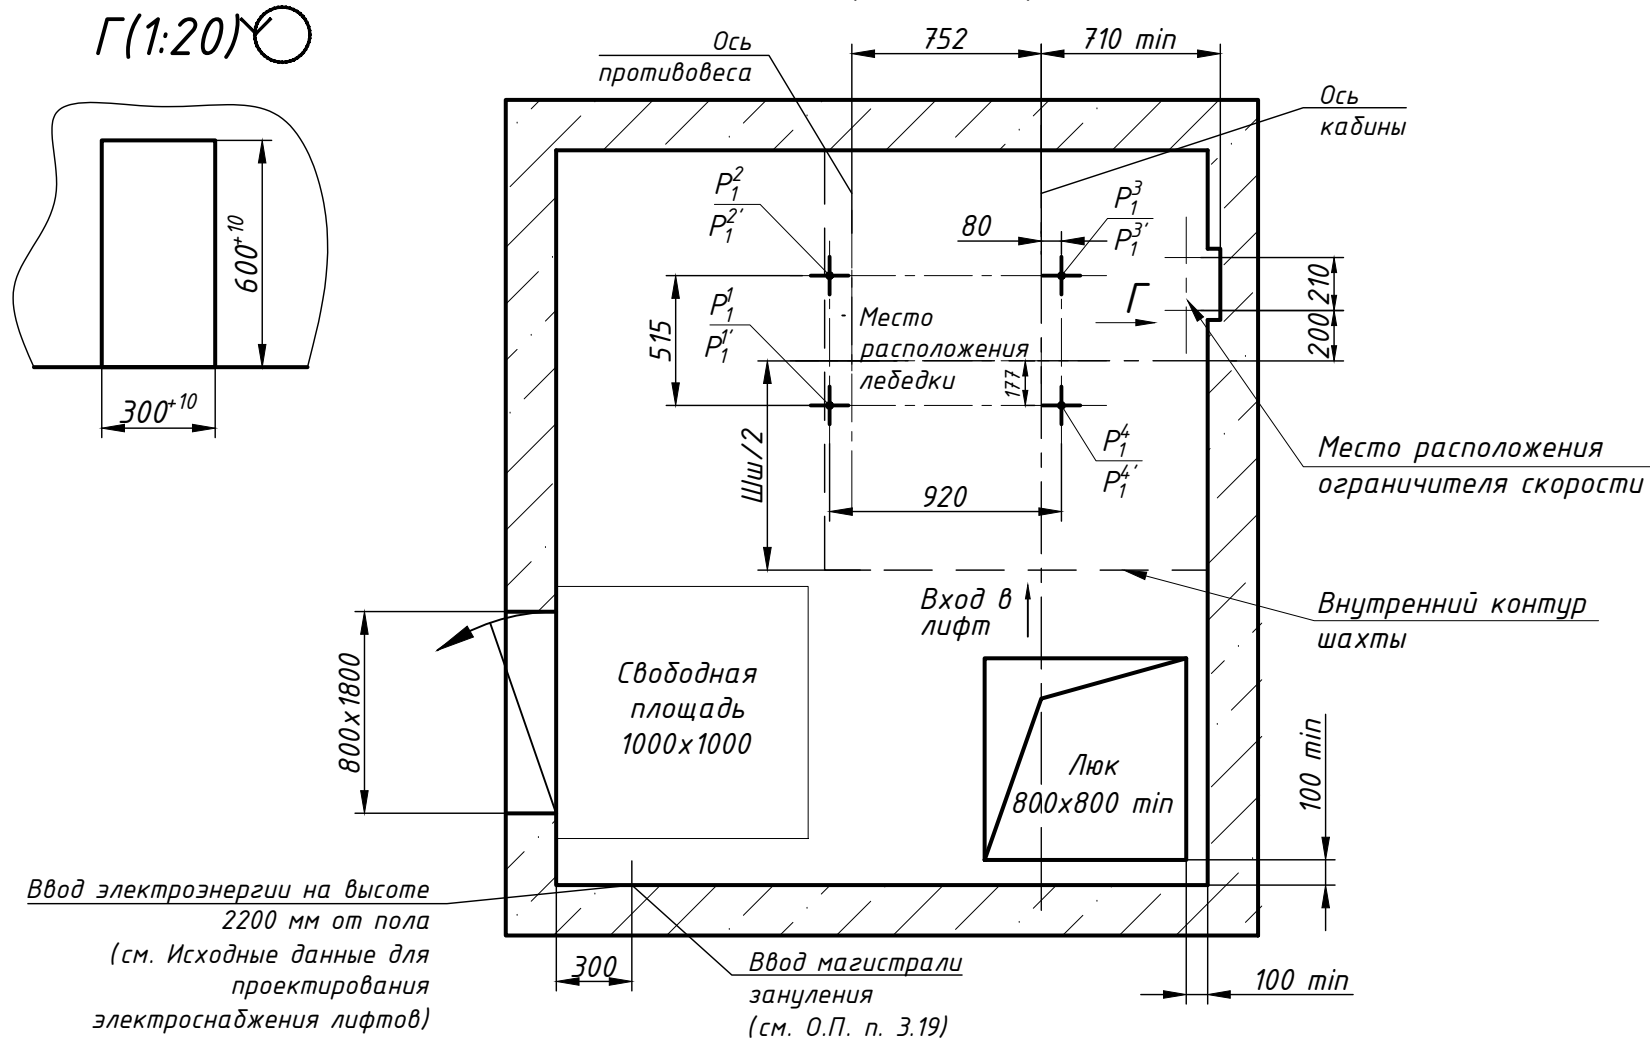 Г(1:20)
Ось
противовеса
752
710 min
Ось
кабины
P₁²
P₁²'
P₁³
P₁³'
80
600⁺¹⁰
300⁺¹⁰
515
P₁¹
P₁¹'
Место
расположения
лебедки
177
Г
210
200
Шш/2
920
P₁⁴
P₁⁴'
Место расположения
ограничителя скорости
Вход в
лифт
Внутренний контур
шахты
800х1800
Свободная
площадь
1000х1000
Люк
800х800 min
100 min
Ввод электроэнергии на высоте
2200 мм от пола
(см. Исходные данные для
проектирования
электроснабжения лифтов)
300
Ввод магистрали
зануления
(см. О.П. п. 3.19)
100 min